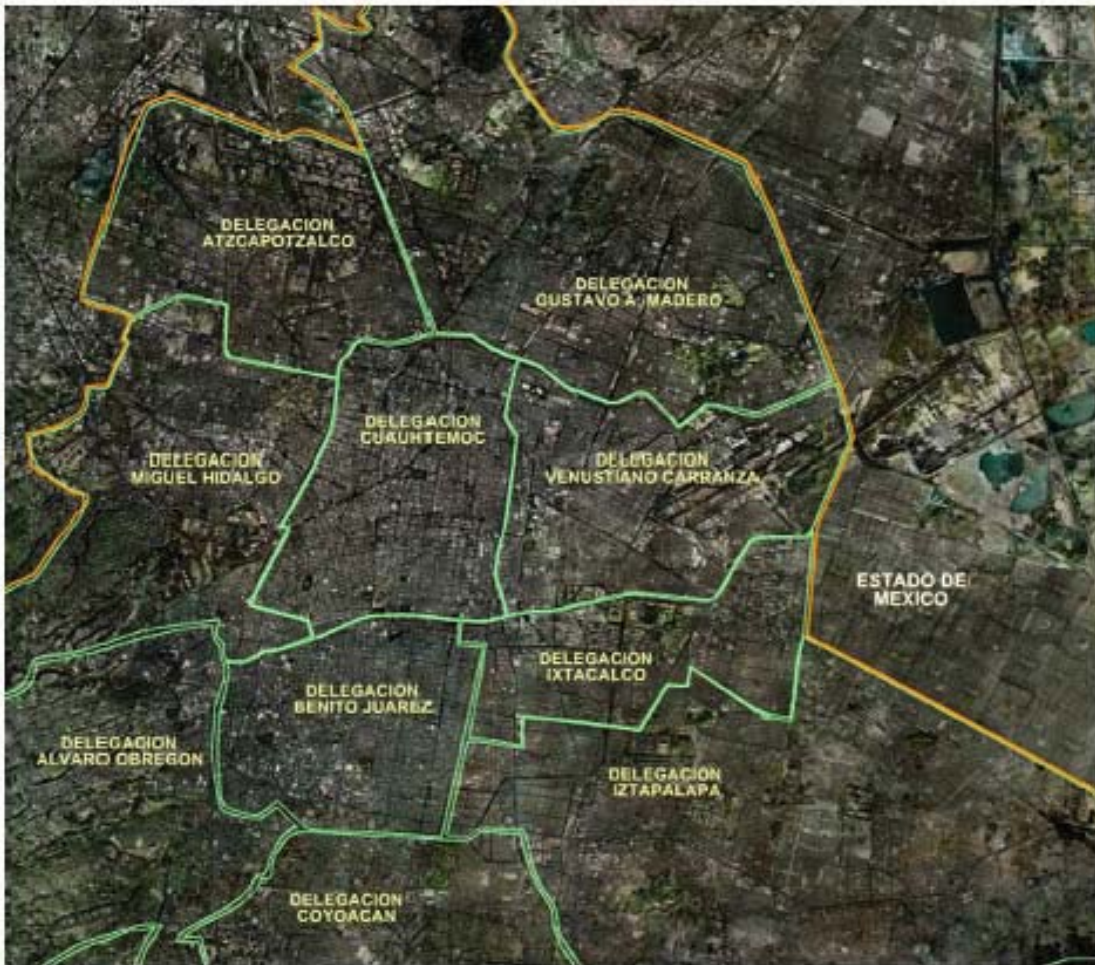 DELEGACION
ATZCAPOTZALCO
DELEGACION
GUSTAVO A. MADERO
DELEGACION
CUAUHTEMOC
DELEGACION
MIGUEL HIDALGO
DELEGACION
VENUSTIANO CARRANZA
ESTADO DE
MEXICO
DELEGACION
IXTACALCO
DELEGACION
BENITO JUAREZ
DELEGACION
ALVARO OBREGON
DELEGACION
IZTAPALAPA
DELEGACION
COYOACAN